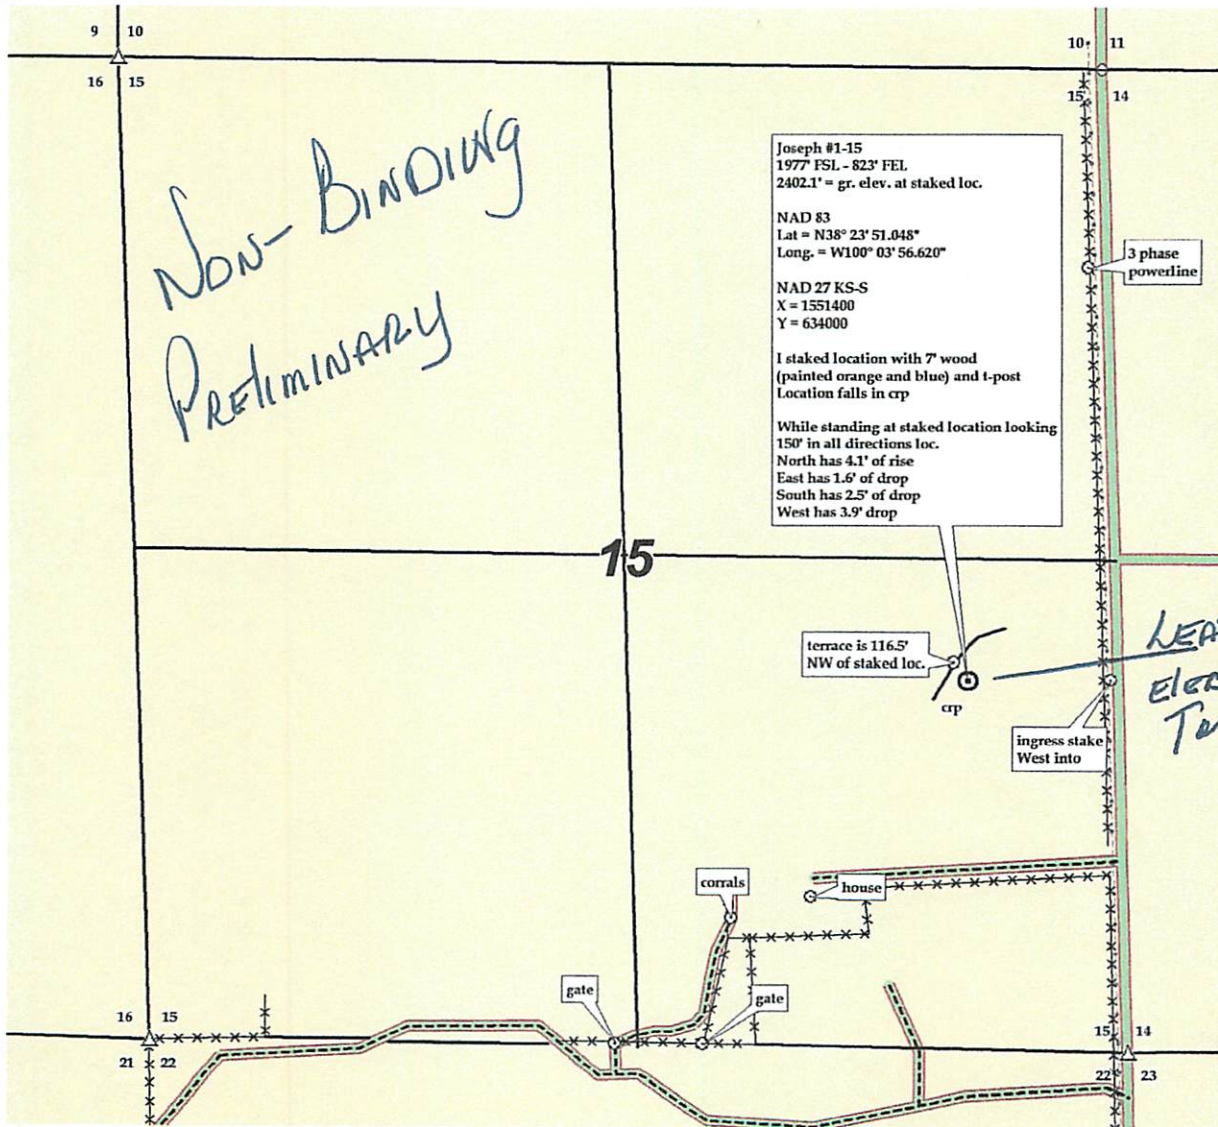 9 10
16 15
10 11
15 14
NON-BINDING
PRELIMINARY
Joseph #1-15
1977' FSL - 823' FEL
2402.1' = gr. elev. at staked loc.
NAD 83
Lat = N38° 23' 51.048"
Long. = W100° 03' 56.620"
NAD 27 KS-S
X = 1551400
Y = 634000
I staked location with 7' wood
(painted orange and blue) and t-post
Location falls in crp
While standing at staked location looking
150' in all directions loc.
North has 4.1' of rise
East has 1.6' of drop
South has 2.5' of drop
West has 3.9' drop
3 phase
powerline
15
terrace is 116.5'
NW of staked loc.
crp
LEA
ELE
ingress stake
West into
corrals
house
gate
gate
16 15
21 22
15 14
22 23